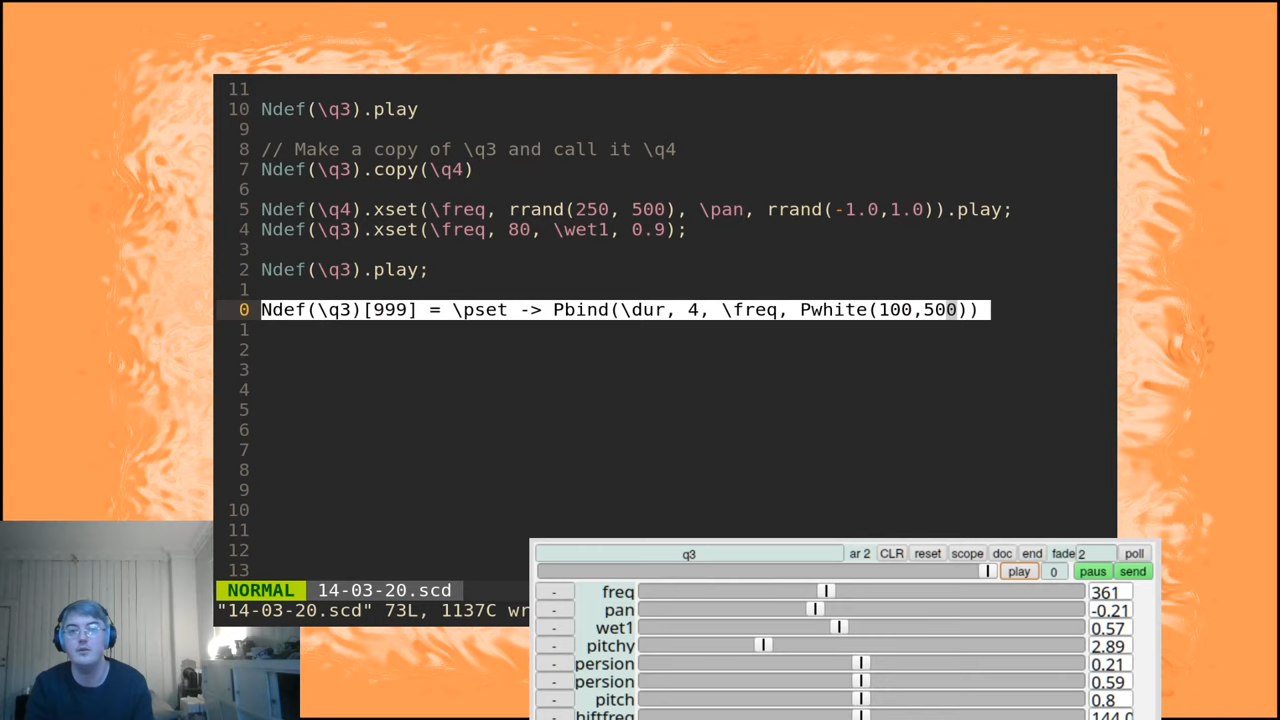 11
10 Ndef(\q3).play
9
8 // Make a copy of \q3 and call it \q4
7 Ndef(\q3).copy(\q4)
6
5 Ndef(\q4).xset(\freq, rrand(250, 500), \pan, rrand(-1.0,1.0)).play;
4 Ndef(\q3).xset(\freq, 80, \wet1, 0.9);
3
2 Ndef(\q3).play;
1
0 Ndef(\q3)[999] = \pset -> Pbind(\dur, 4, \freq, Pwhite(100,500))
1
2
3
4
5
6
7
8
9
10
11
12
13
NORMAL 14-03-20.scd
"14-03-20.scd" 73L, 1137C wr
q3 ar 2 CLR reset scope doc end fade 2 poll
play 0 paus send
- freq 361
- pan -0.21
- wet1 0.57
- pitchy 2.89
- persion 0.21
- persion 0.59
- pitch 0.8
- hiftfreq 144.0